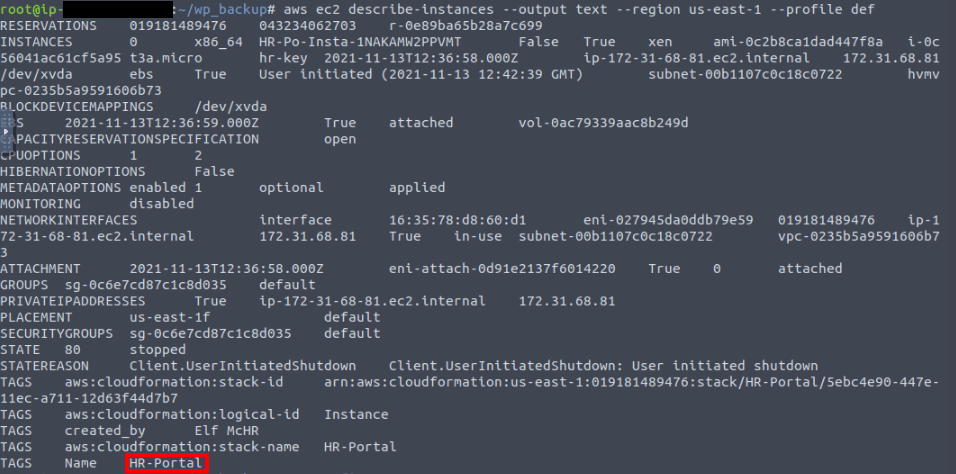 root@ip- :~/wp_backup# aws ec2 describe-instances --output text --region us-east-1 --profile def
RESERVATIONS 019181489476 043234062703 r-0e89ba65b28a7c699
INSTANCES 0 x86_64 HR-Po-Insta-1NAKAMW2PPVMT False True xen ami-0c2b8ca1dad447f8a i-0c
56041ac61cf5a95 t3a.micro hr-key 2021-11-13T12:36:58.000Z ip-172-31-68-81.ec2.internal 172.31.68.81
/dev/xvda ebs True User initiated (2021-11-13 12:42:39 GMT) subnet-00b1107c0c18c0722 hvmv
pc-0235b5a9591606b73
BLOCKDEVICEMAPPINGS /dev/xvda
EBS 2021-11-13T12:36:59.000Z True attached vol-0ac79339aac8b249d
CAPACITYRESERVATIONSPECIFICATION open
CPUOPTIONS 1 2
HIBERNATIONOPTIONS False
METADATAOPTIONS enabled 1 optional applied
MONITORING disabled
NETWORKINTERFACES interface 16:35:78:d8:60:d1 eni-027945da0ddb79e59 019181489476 ip-1
72-31-68-81.ec2.internal 172.31.68.81 True in-use subnet-00b1107c0c18c0722 vpc-0235b5a9591606b7
3
ATTACHMENT 2021-11-13T12:36:58.000Z eni-attach-0d91e2137f6014220 True 0 attached
GROUPS sg-0c6e7cd87c1c8d035 default
PRIVATEIPADDRESSES True ip-172-31-68-81.ec2.internal 172.31.68.81
PLACEMENT us-east-1f default
SECURITYGROUPS sg-0c6e7cd87c1c8d035 default
STATE 80 stopped
STATEREASON Client.UserInitiatedShutdown Client.UserInitiatedShutdown: User initiated shutdown
TAGS aws:cloudformation:stack-id arn:aws:cloudformation:us-east-1:019181489476:stack/HR-Portal/5ebc4e90-447e-
11ec-a711-12d63f44d7b7
TAGS aws:cloudformation:logical-id Instance
TAGS created_by Elf McHR
TAGS aws:cloudformation:stack-name HR-Portal
TAGS Name HR-Portal